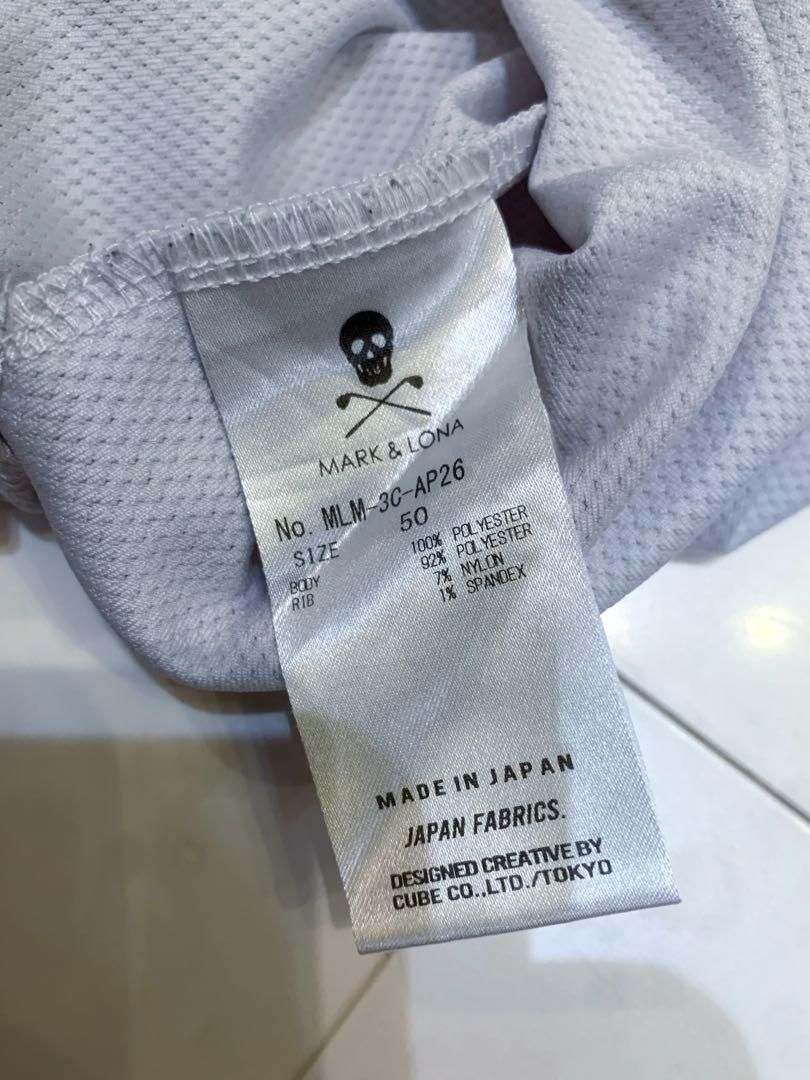 MARK & LONA
No. MLM-3C-AP26
SIZE 50
BODY 100% POLYESTER
RIB 92% POLYESTER
7% NYLON
1% SPANDEX
MADE IN JAPAN
JAPAN FABRICS.
DESIGNED CREATIVE BY
CUBE CO.,LTD./TOKYO